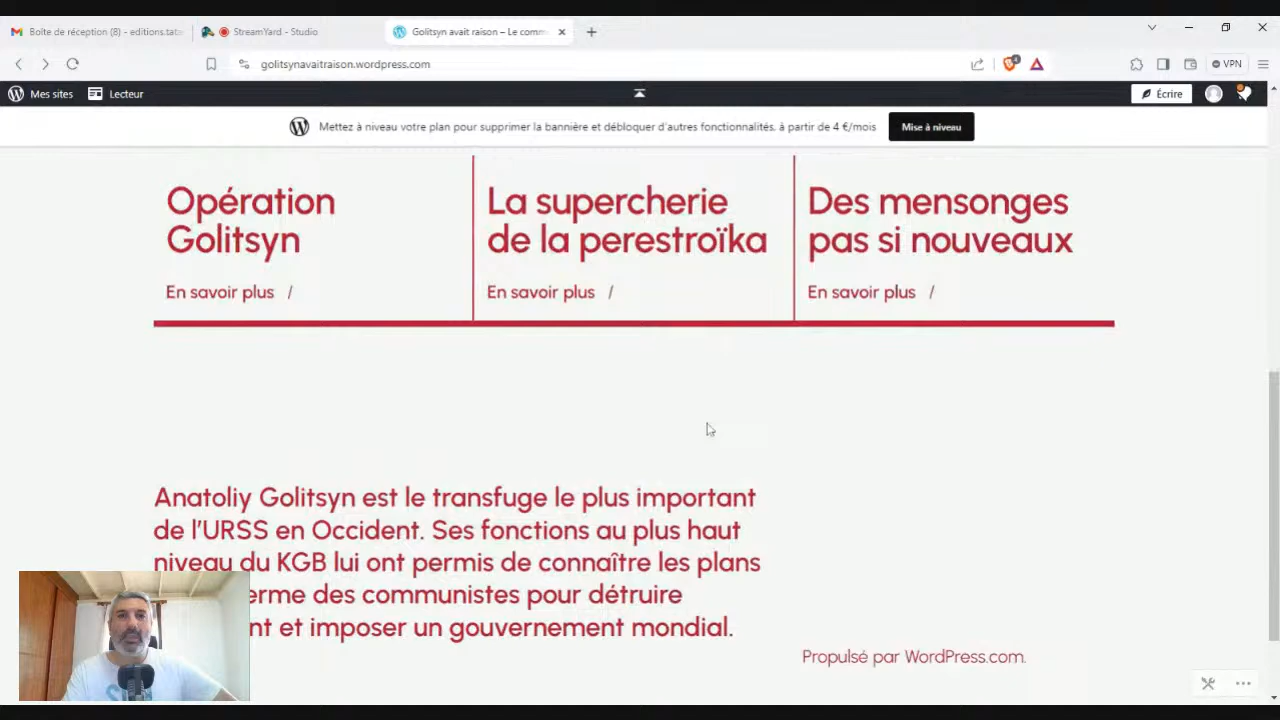 Boîte de réception (8) - editions.tata
StreamYard - Studio
Golitsyn avait raison – Le comm
golitsynavaitraison.wordpress.com
VPN
Mes sites
Lecteur
Écrire
Mettez à niveau votre plan pour supprimer la bannière et débloquer d'autres fonctionnalités, à partir de 4 €/mois
Mise à niveau
Opération
Golitsyn
En savoir plus /
La supercherie
de la perestroïka
En savoir plus /
Des mensonges
pas si nouveaux
En savoir plus /
Anatoliy Golitsyn est le transfuge le plus important
de l'URSS en Occident. Ses fonctions au plus haut
niveau du KGB lui ont permis de connaître les plans
erme des communistes pour détruire
nt et imposer un gouvernement mondial.
Propulsé par WordPress.com.